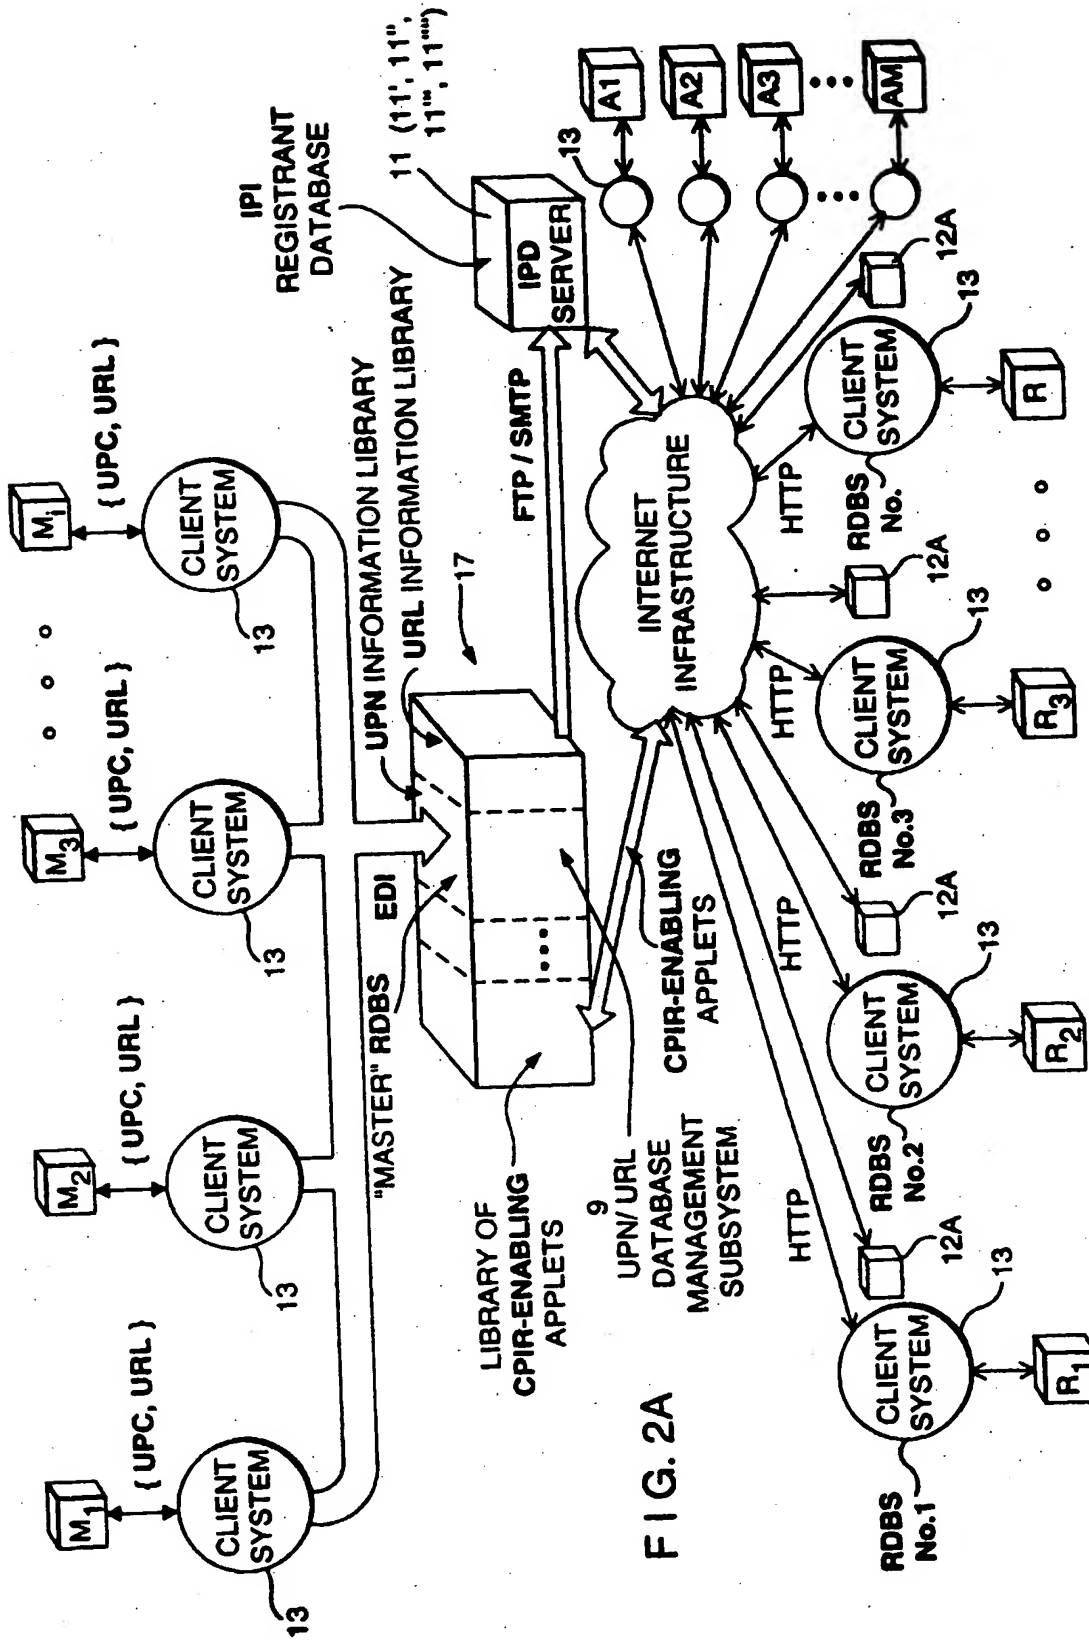 M1
{ UPC, URL }
CLIENT
SYSTEM
13
M2
{ UPC, URL }
CLIENT
SYSTEM
13
M3
{ UPC, URL }
CLIENT
SYSTEM
13
Mi
{ UPC, URL }
CLIENT
SYSTEM
13
"MASTER" RDBS
EDI
UPN INFORMATION LIBRARY
URL INFORMATION LIBRARY
17
IPI
REGISTRANT
DATABASE
11 (11', 11",
11"', 11"")
IPD
SERVER
FTP / SMTP
LIBRARY OF
CPIR-ENABLING
APPLETS
9
UPN/URL
DATABASE
MANAGEMENT
SUBSYSTEM
CPIR-ENABLING
APPLETS
INTERNET
INFRASTRUCTURE
13
A1
A2
A3
AM
HTTP
HTTP
HTTP
HTTP
FIG. 2A
RDBS
No.1
CLIENT
SYSTEM
13
12A
R1
RDBS
No.2
CLIENT
SYSTEM
13
12A
R2
RDBS
No.3
CLIENT
SYSTEM
13
12A
R3
RDBS
No.
CLIENT
SYSTEM
13
12A
R